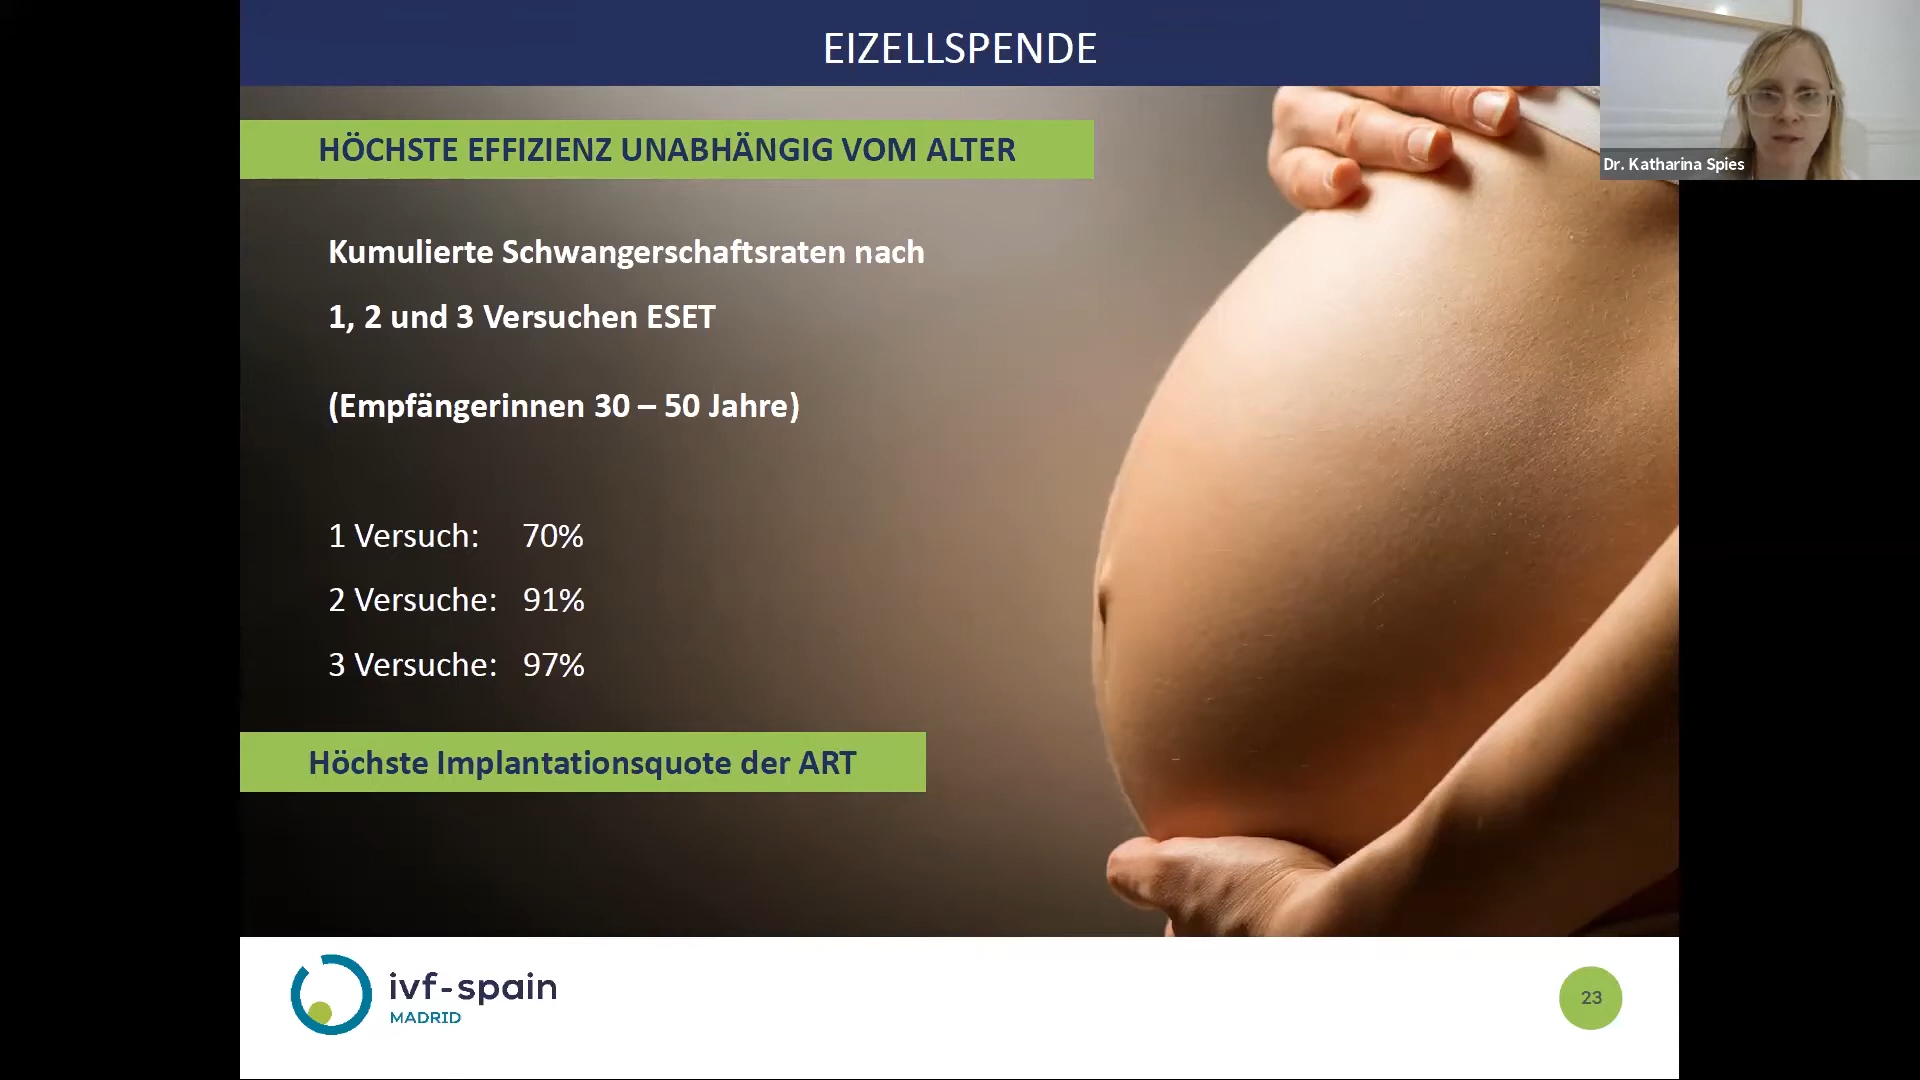 EIZELLSPENDE
Dr. Katharina Spies
HÖCHSTE EFFIZIENZ UNABHÄNGIG VOM ALTER
Kumulierte Schwangerschaftsraten nach
1, 2 und 3 Versuchen ESET
(Empfängerinnen 30 – 50 Jahre)
1 Versuch: 70%
2 Versuche: 91%
3 Versuche: 97%
Höchste Implantationsquote der ART
ivf-spain
MADRID
23